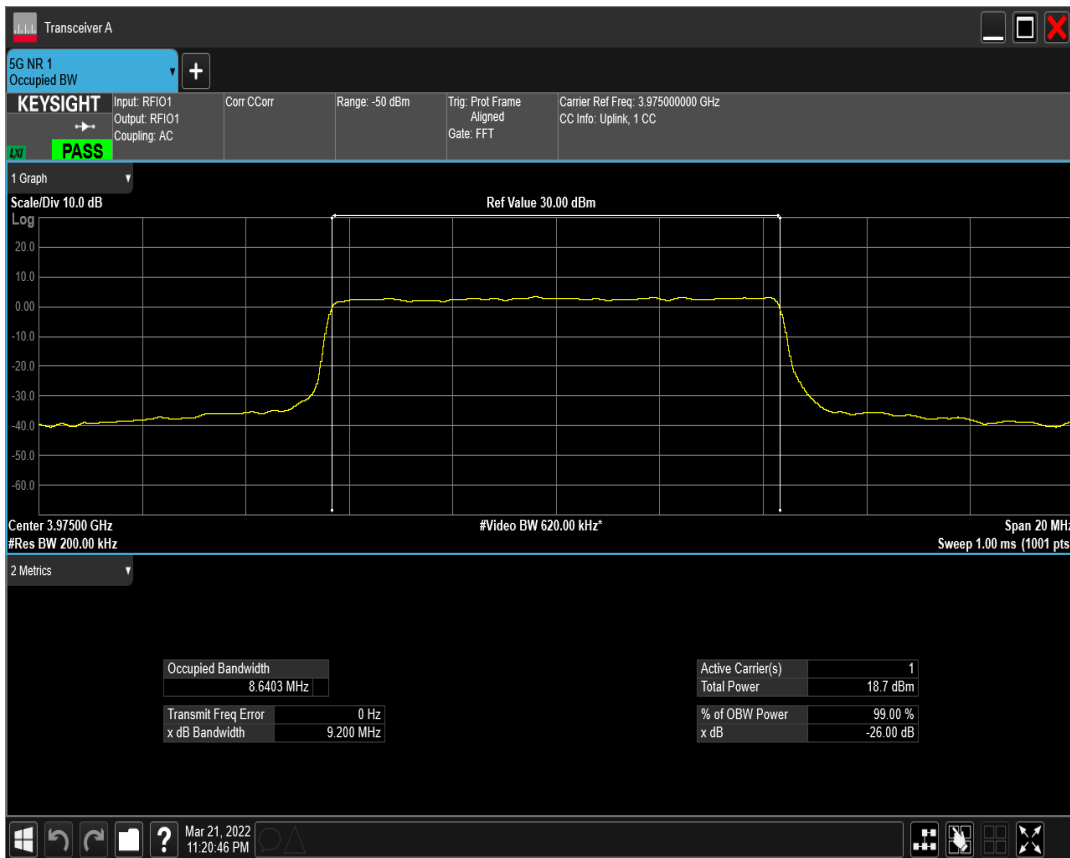 Transceiver A
5G NR 1
Occupied BW
+
KEYSIGHT
LXI
PASS
Input: RFIO1
Output: RFIO1
Coupling: AC
Corr CCorr
Range: -50 dBm
Trig: Prot Frame
Aligned
Gate: FFT
Carrier Ref Freq: 3.975000000 GHz
CC Info: Uplink, 1 CC
1 Graph
Scale/Div 10.0 dB
Ref Value 30.00 dBm
Log
20.0
10.0
0.00
-10.0
-20.0
-30.0
-40.0
-50.0
-60.0
Center 3.97500 GHz
#Video BW 620.00 kHz*
Span 20 MHz
#Res BW 200.00 kHz
Sweep 1.00 ms (1001 pts
2 Metrics
Occupied Bandwidth
8.6403 MHz
Transmit Freq Error 0 Hz
x dB Bandwidth 9.200 MHz
Active Carrier(s) 1
Total Power 18.7 dBm
% of OBW Power 99.00 %
x dB -26.00 dB
?
Mar 21, 2022
11:20:46 PM